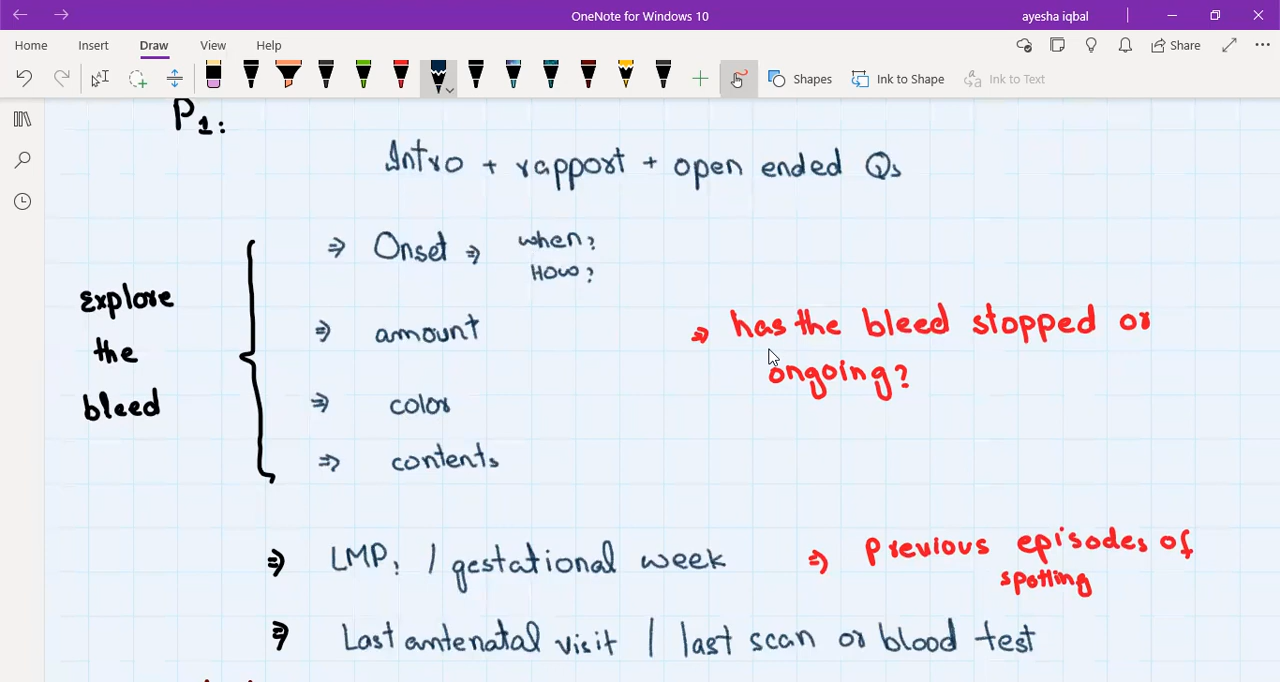 OneNote for Windows 10
ayesha iqbal
Home Insert Draw View Help
Share
Shapes Ink to Shape Ink to Text
P1:
Intro + rapport + open ended Qs
⇒ Onset ⇒ when?
How?
Explore
the
bleed
⇒ amount
⇒ color
⇒ contents
⇒ has the bleed stopped or
ongoing?
⇒ LMP: / gestational week
⇒ Previous episodes of
spotting
⇒ Last antenatal visit / last scan or blood test